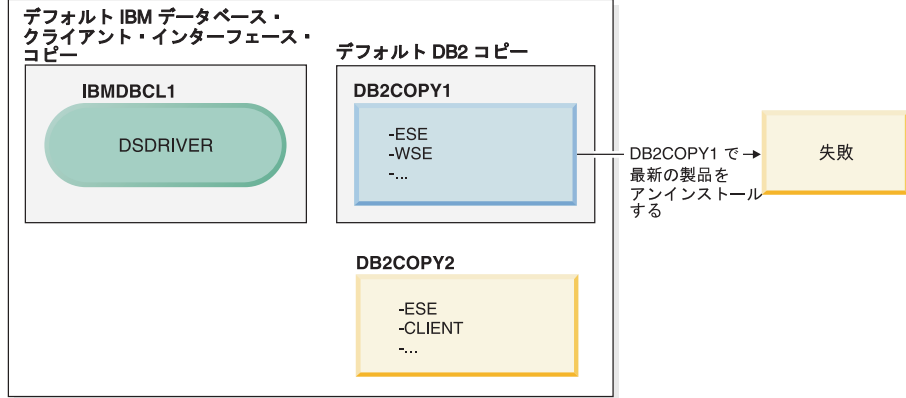 デフォルト IBM データベース・
クライアント・インターフェース・
コピー
デフォルト DB2 コピー
IBMDBCL1
DSDRIVER
DB2COPY1
-ESE
-WSE
-...
DB2COPY1 で
最新の製品を
アンインストール
する
失敗
DB2COPY2
-ESE
-CLIENT
-...